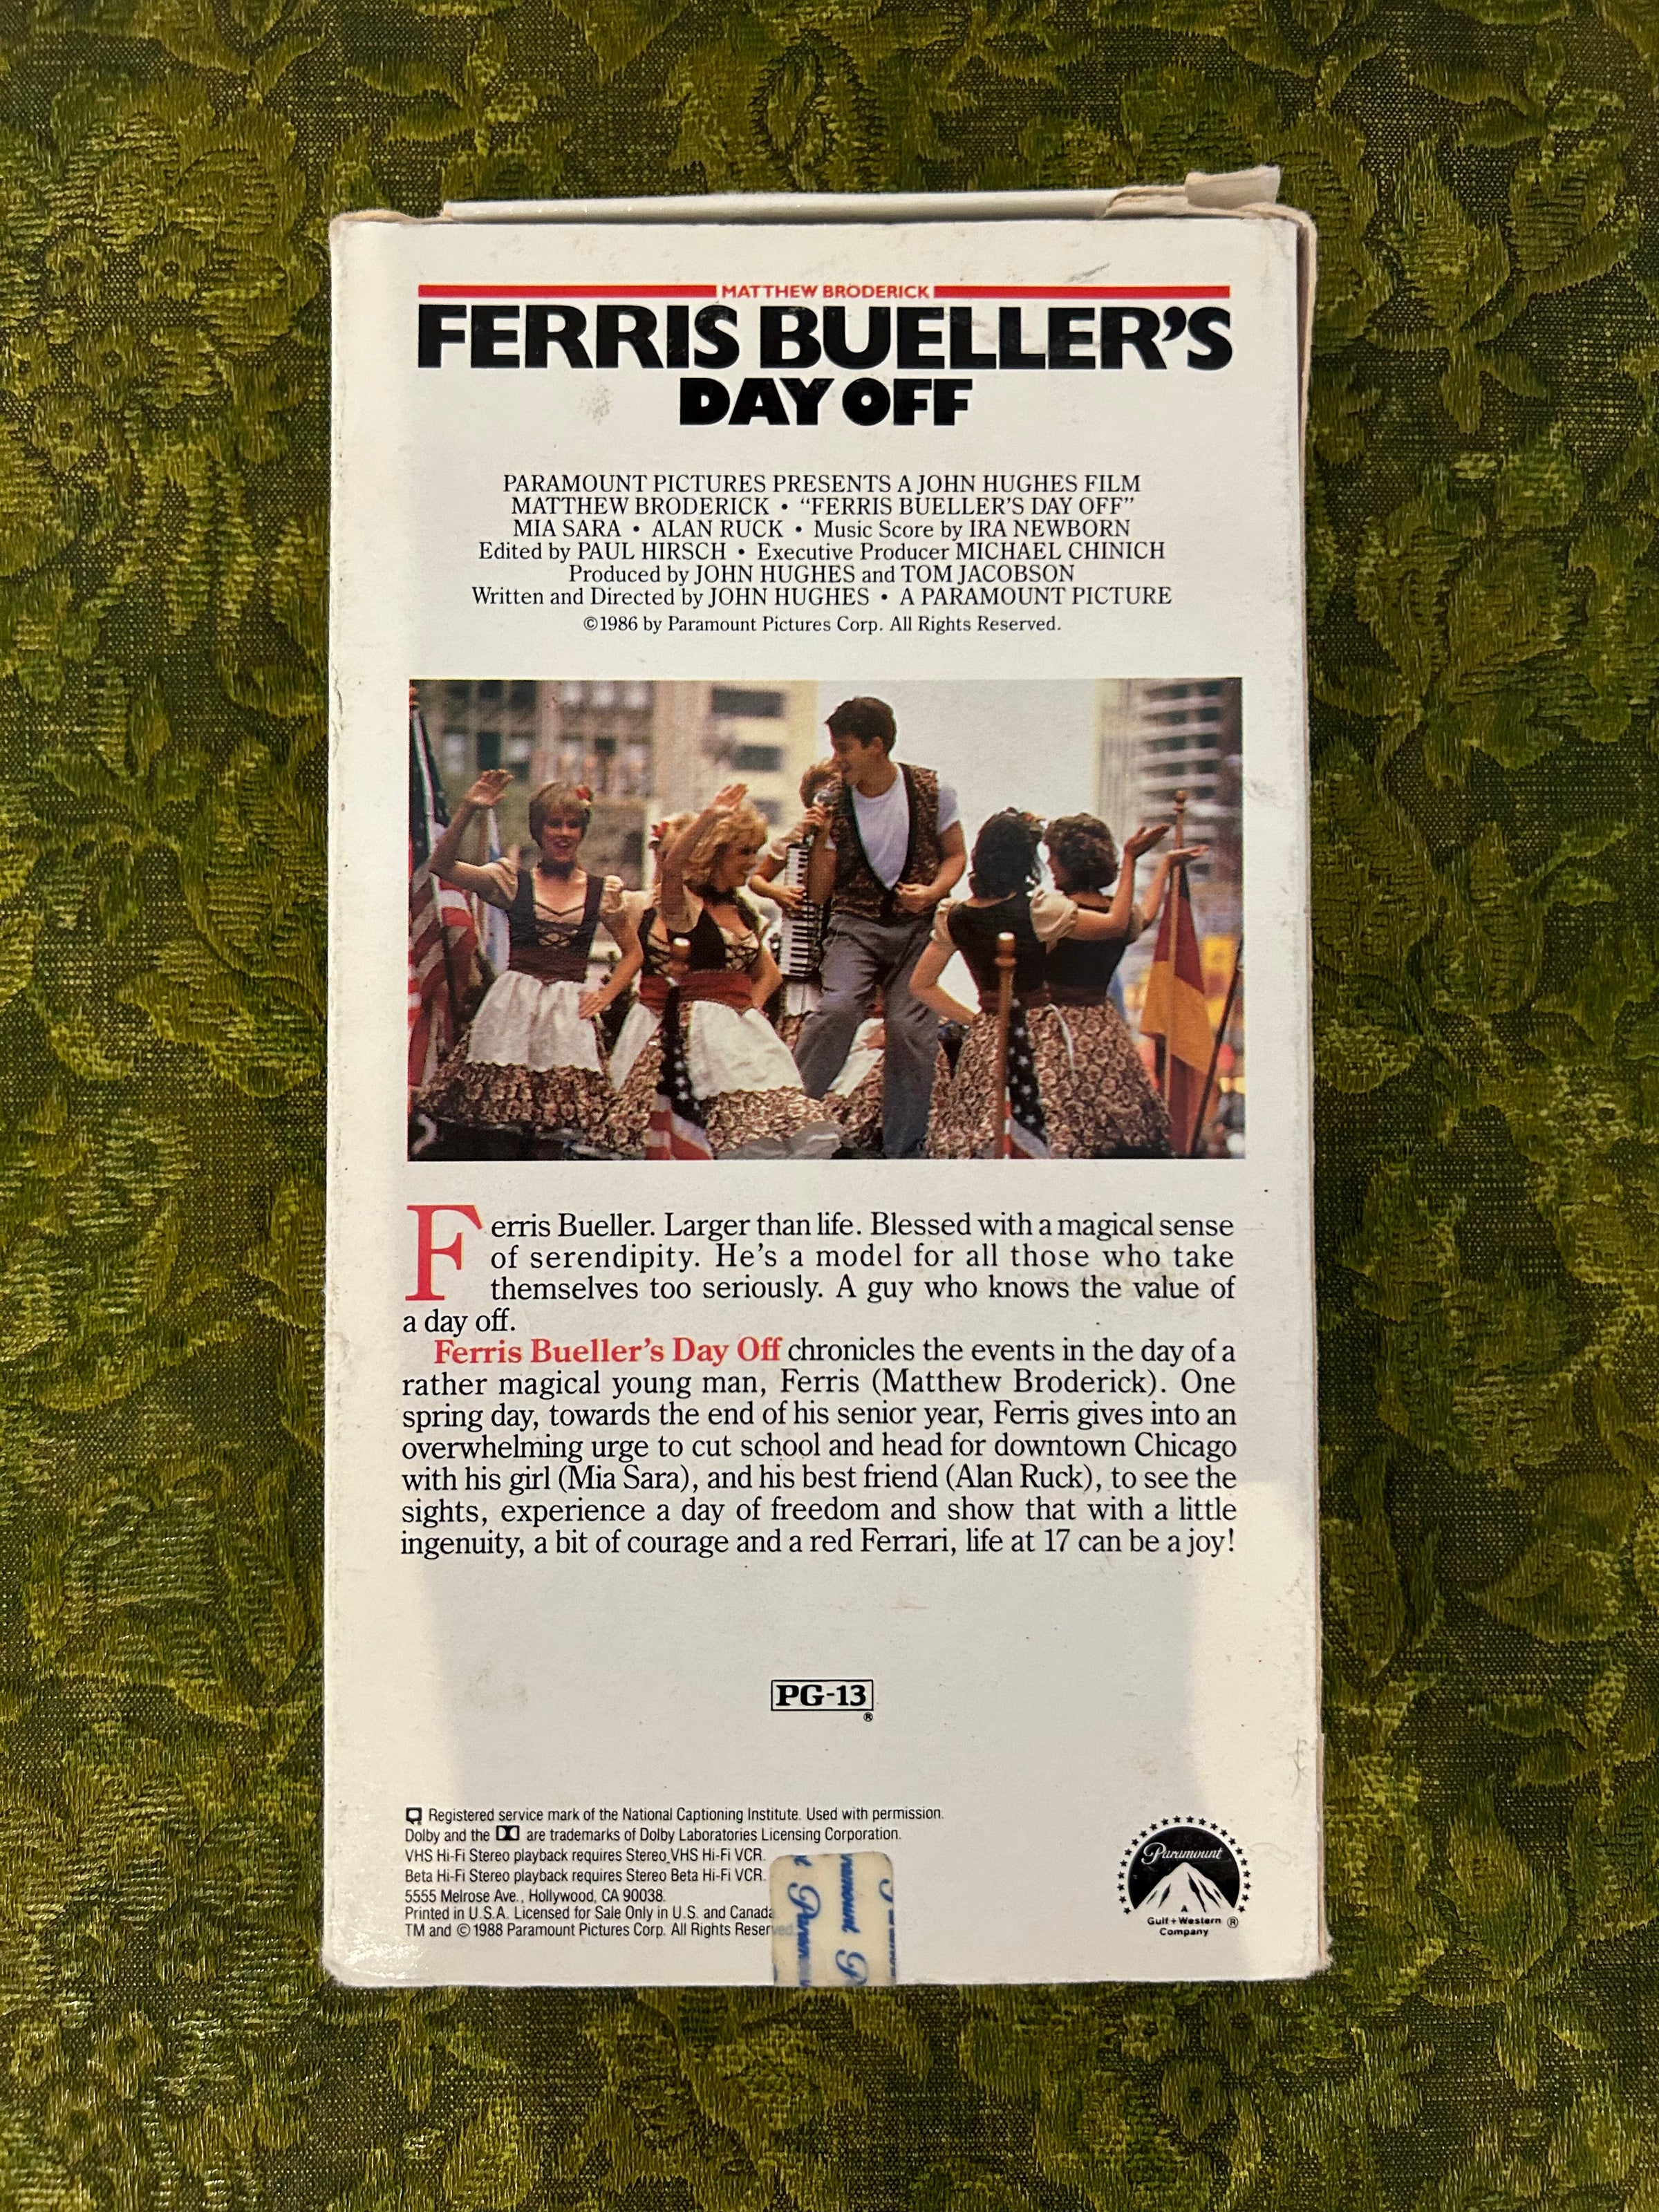 MATTHEW BRODERICK
FERRIS BUELLER'S
DAY OFF
PARAMOUNT PICTURES PRESENTS A JOHN HUGHES FILM
MATTHEW BRODERICK • “FERRIS BUELLER'S DAY OFF”
MIA SARA • ALAN RUCK • Music Score by IRA NEWBORN
Edited by PAUL HIRSCH • Executive Producer MICHAEL CHINICH
Produced by JOHN HUGHES and TOM JACOBSON
Written and Directed by JOHN HUGHES • A PARAMOUNT PICTURE
©1986 by Paramount Pictures Corp. All Rights Reserved.
Ferris Bueller. Larger than life. Blessed with a magical sense
of serendipity. He's a model for all those who take
themselves too seriously. A guy who knows the value of
a day off.
Ferris Bueller's Day Off chronicles the events in the day of a
rather magical young man, Ferris (Matthew Broderick). One
spring day, towards the end of his senior year, Ferris gives into an
overwhelming urge to cut school and head for downtown Chicago
with his girl (Mia Sara), and his best friend (Alan Ruck), to see the
sights, experience a day of freedom and show that with a little
ingenuity, a bit of courage and a red Ferrari, life at 17 can be a joy!
PG-13
®
Registered service mark of the National Captioning Institute. Used with permission.
Dolby and the are trademarks of Dolby Laboratories Licensing Corporation.
VHS Hi-Fi Stereo playback requires Stereo VHS Hi-Fi VCR.
Beta Hi-Fi Stereo playback requires Stereo Beta Hi-Fi VCR.
5555 Melrose Ave., Hollywood, CA 90038.
Printed in U.S.A. Licensed for Sale Only in U.S. and Canada
TM and © 1988 Paramount Pictures Corp. All Rights Reserved.
Paramount
A
Gulf+Western ®
Company